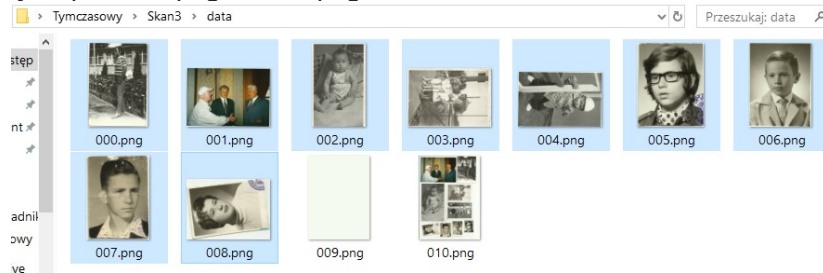 Tymczasowy › Skan3 › data
Przeszukaj: data
stęp
nt
000.png 001.png 002.png 003.png 004.png 005.png 006.png
adnik
owy
007.png 008.png 009.png 010.png
ve